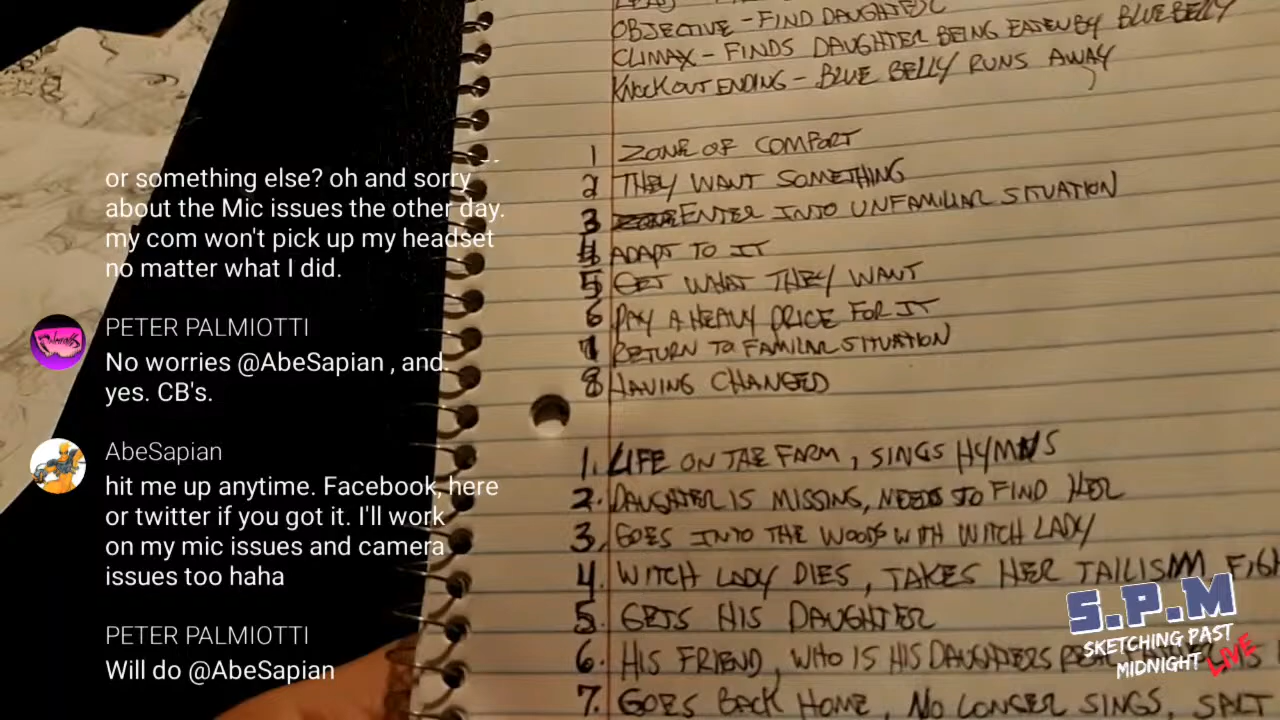 or something else? oh and sorry
about the Mic issues the other day.
my com won't pick up my headset
no matter what I did.
PETER PALMIOTTI
No worries @AbeSapian , and
yes. CB's.
AbeSapian
hit me up anytime. Facebook, here
or twitter if you got it. I'll work
on my mic issues and camera
issues too haha
PETER PALMIOTTI
Will do @AbeSapian
OBJECTIVE - FIND DAUGHTER
CLIMAX - FINDS DAUGHTER BEING EATEN BY BLUE BELLY
KNOCKOUT ENDING - BLUE BELLY RUNS AWAY
1 ZONE OF COMFORT
2 THEY WANT SOMETHING
3 ENTER INTO UNFAMILIAR SITUATION
4 ADAPT TO IT
5 GET WHAT THEY WANT
6 PAY A HEAVY PRICE FOR IT
7 RETURN TO FAMILAR SITUATION
8 HAVING CHANGED
1. LIFE ON THE FARM, SINGS HYMNS
2. DAUGHTER IS MISSING, NEEDS TO FIND HER
3. GOES INTO THE WOODS WITH WITCH LADY
4. WITCH LADY DIES, TAKES HER TAILISMM
5. GETS HIS DAUGHTER
6. HIS FRIEND, WHO IS HIS DAUGHDERS
7. GOES BACK HOME, NO LONGER SINGS, SALT
S.P.M
SKETCHING PAST
MIDNIGHT LIVE